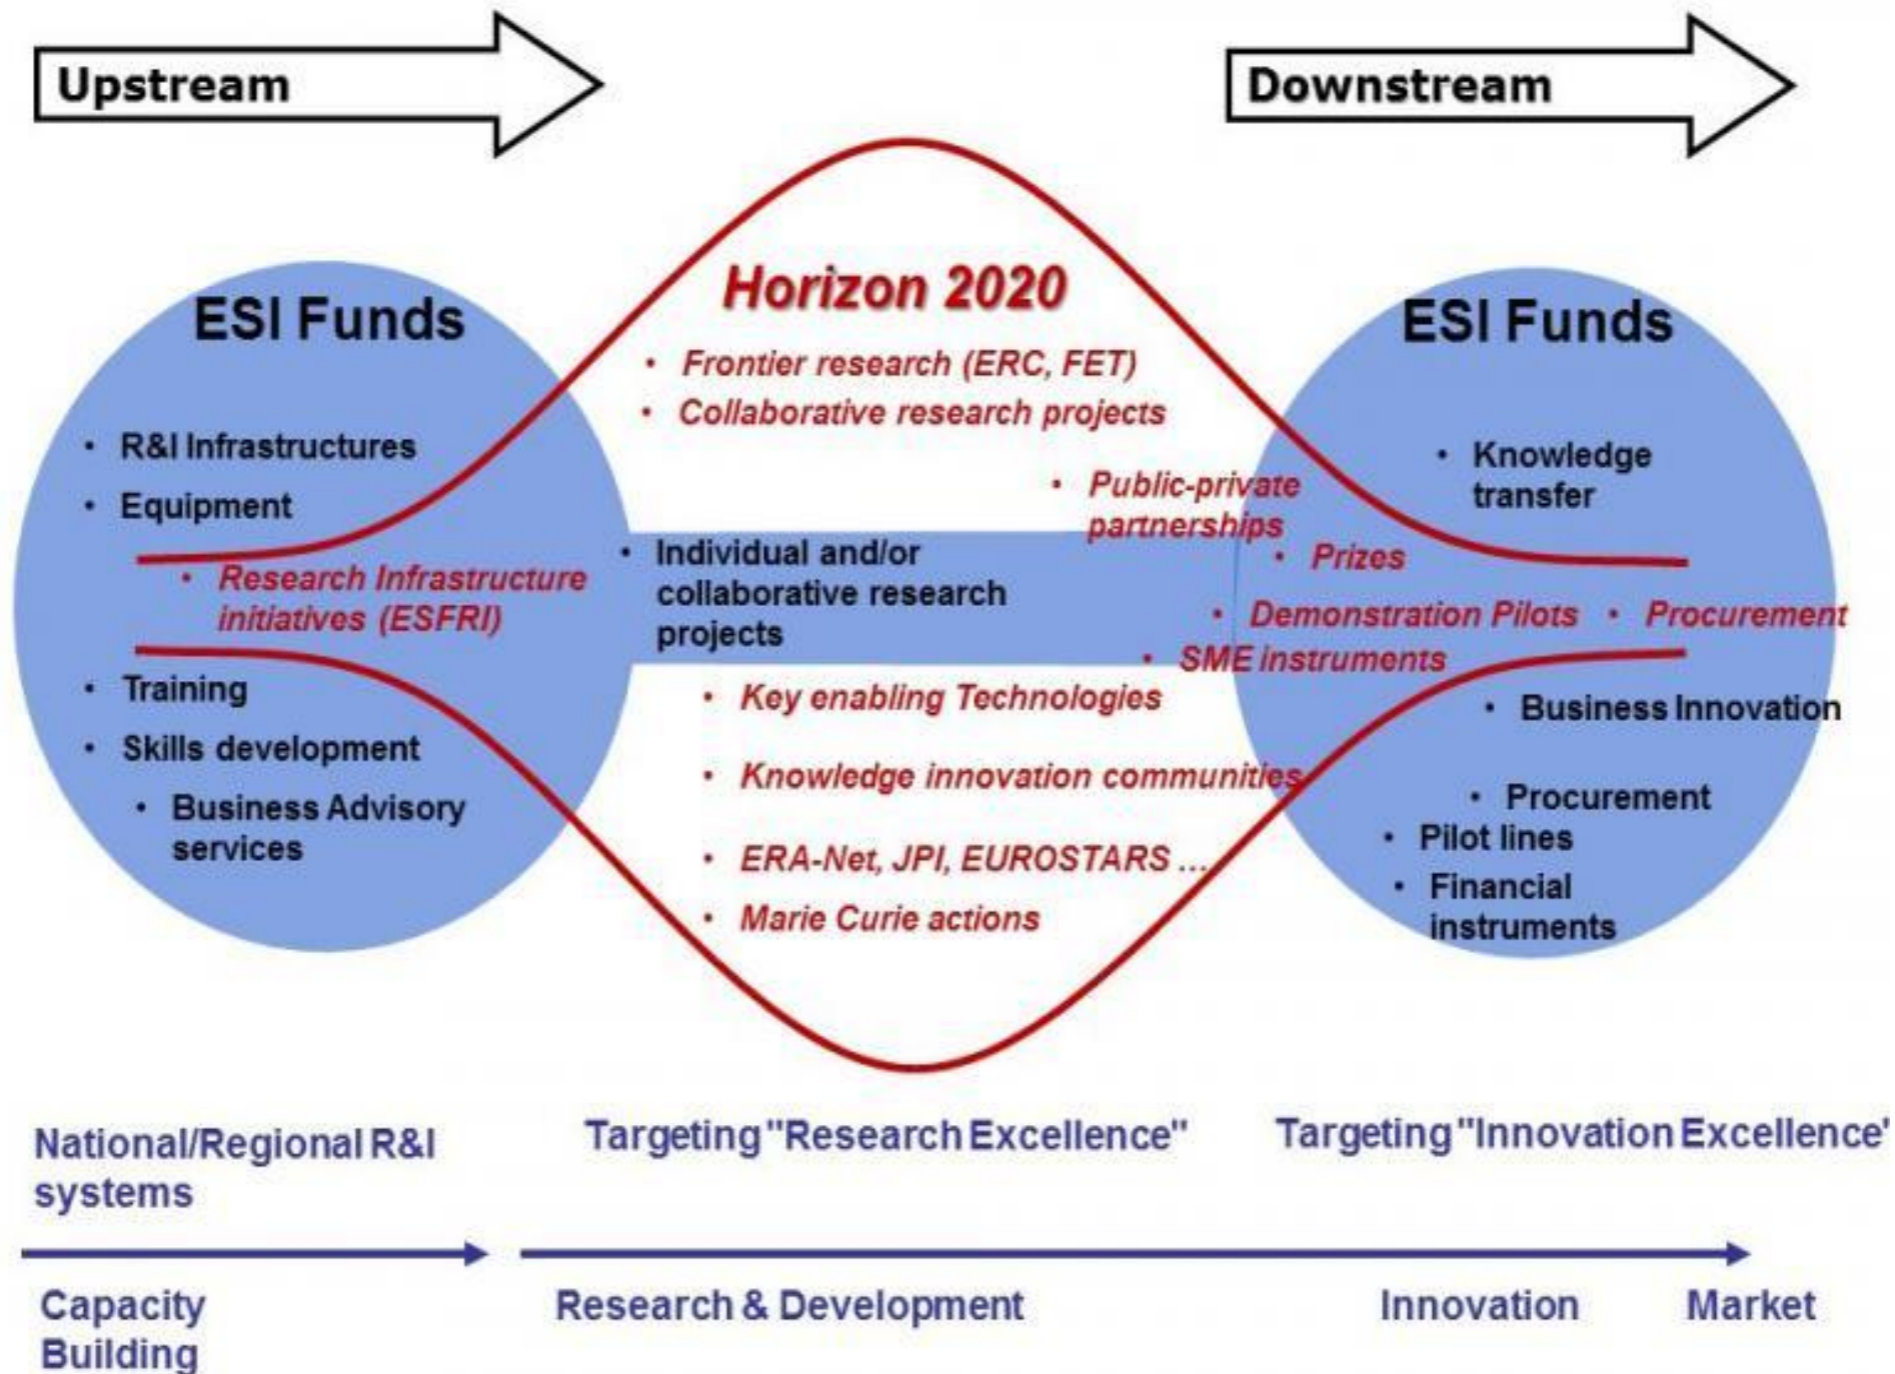 Upstream
Downstream
Horizon 2020
ESI Funds
ESI Funds
• Frontier research (ERC, FET)
• Collaborative research projects
• R&I Infrastructures
• Equipment
• Knowledge
transfer
• Public-private
partnerships
• Research Infrastructure
initiatives (ESFRI)
• Individual and/or
collaborative research
projects
• Prizes
• Demonstration Pilots
• Procurement
• SME instruments
• Training
• Skills development
• Business Advisory
services
• Key enabling Technologies
• Knowledge innovation communities
• ERA-Net, JPI, EUROSTARS ...
• Marie Curie actions
• Business Innovation
• Procurement
• Pilot lines
• Financial
instruments
National/Regional R&I
systems
Targeting "Research Excellence"
Targeting "Innovation Excellence'
Capacity
Building
Research & Development
Innovation
Market